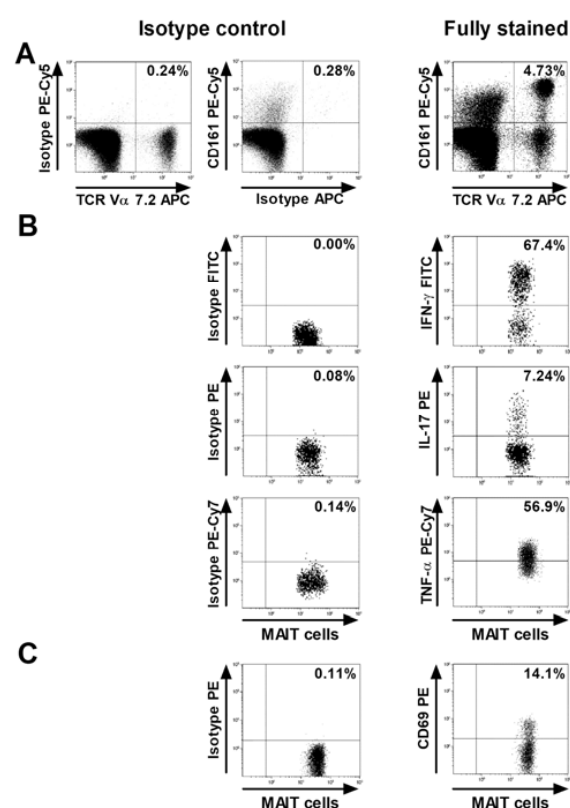 Isotype control
Fully stained
A
Isotype PE-Cy5
0.24%
TCR Vα 7.2 APC
CD161 PE-Cy5
0.28%
Isotype APC
CD161 PE-Cy5
4.73%
TCR Vα 7.2 APC
B
Isotype FITC
0.00%
IFN-γ FITC
67.4%
Isotype PE
0.08%
IL-17 PE
7.24%
Isotype PE-Cy7
0.14%
MAIT cells
TNF-α PE-Cy7
56.9%
MAIT cells
C
Isotype PE
0.11%
MAIT cells
CD69 PE
14.1%
MAIT cells